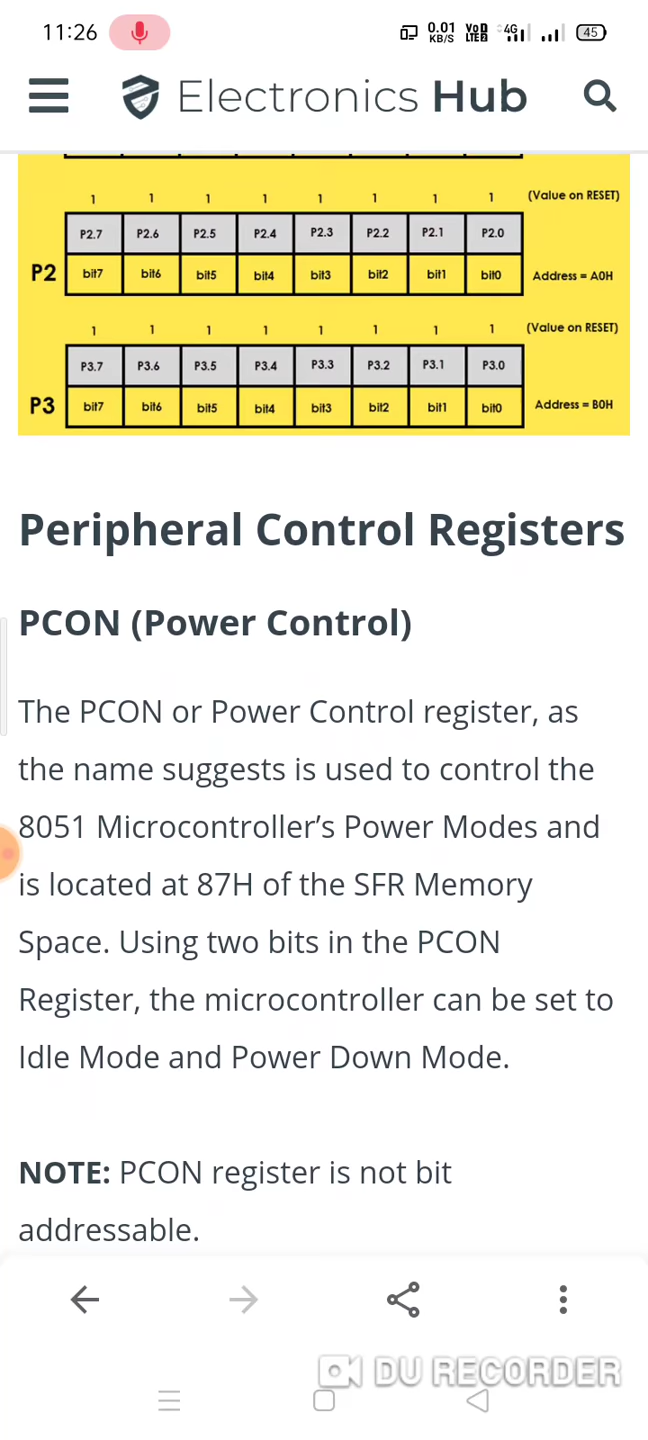 11:26 0.01 KB/S VoD LTE 4G 45
Electronics Hub
1 1 1 1 1 1 1 1 (Value on RESET)
P2.7 P2.6 P2.5 P2.4 P2.3 P2.2 P2.1 P2.0
P2 bit7 bit6 bit5 bit4 bit3 bit2 bit1 bit0 Address = A0H
1 1 1 1 1 1 1 1 (Value on RESET)
P3.7 P3.6 P3.5 P3.4 P3.3 P3.2 P3.1 P3.0
P3 bit7 bit6 bit5 bit4 bit3 bit2 bit1 bit0 Address = B0H
Peripheral Control Registers
PCON (Power Control)
The PCON or Power Control register, as
the name suggests is used to control the
8051 Microcontroller’s Power Modes and
is located at 87H of the SFR Memory
Space. Using two bits in the PCON
Register, the microcontroller can be set to
Idle Mode and Power Down Mode.
NOTE: PCON register is not bit
addressable.
DU RECORDER